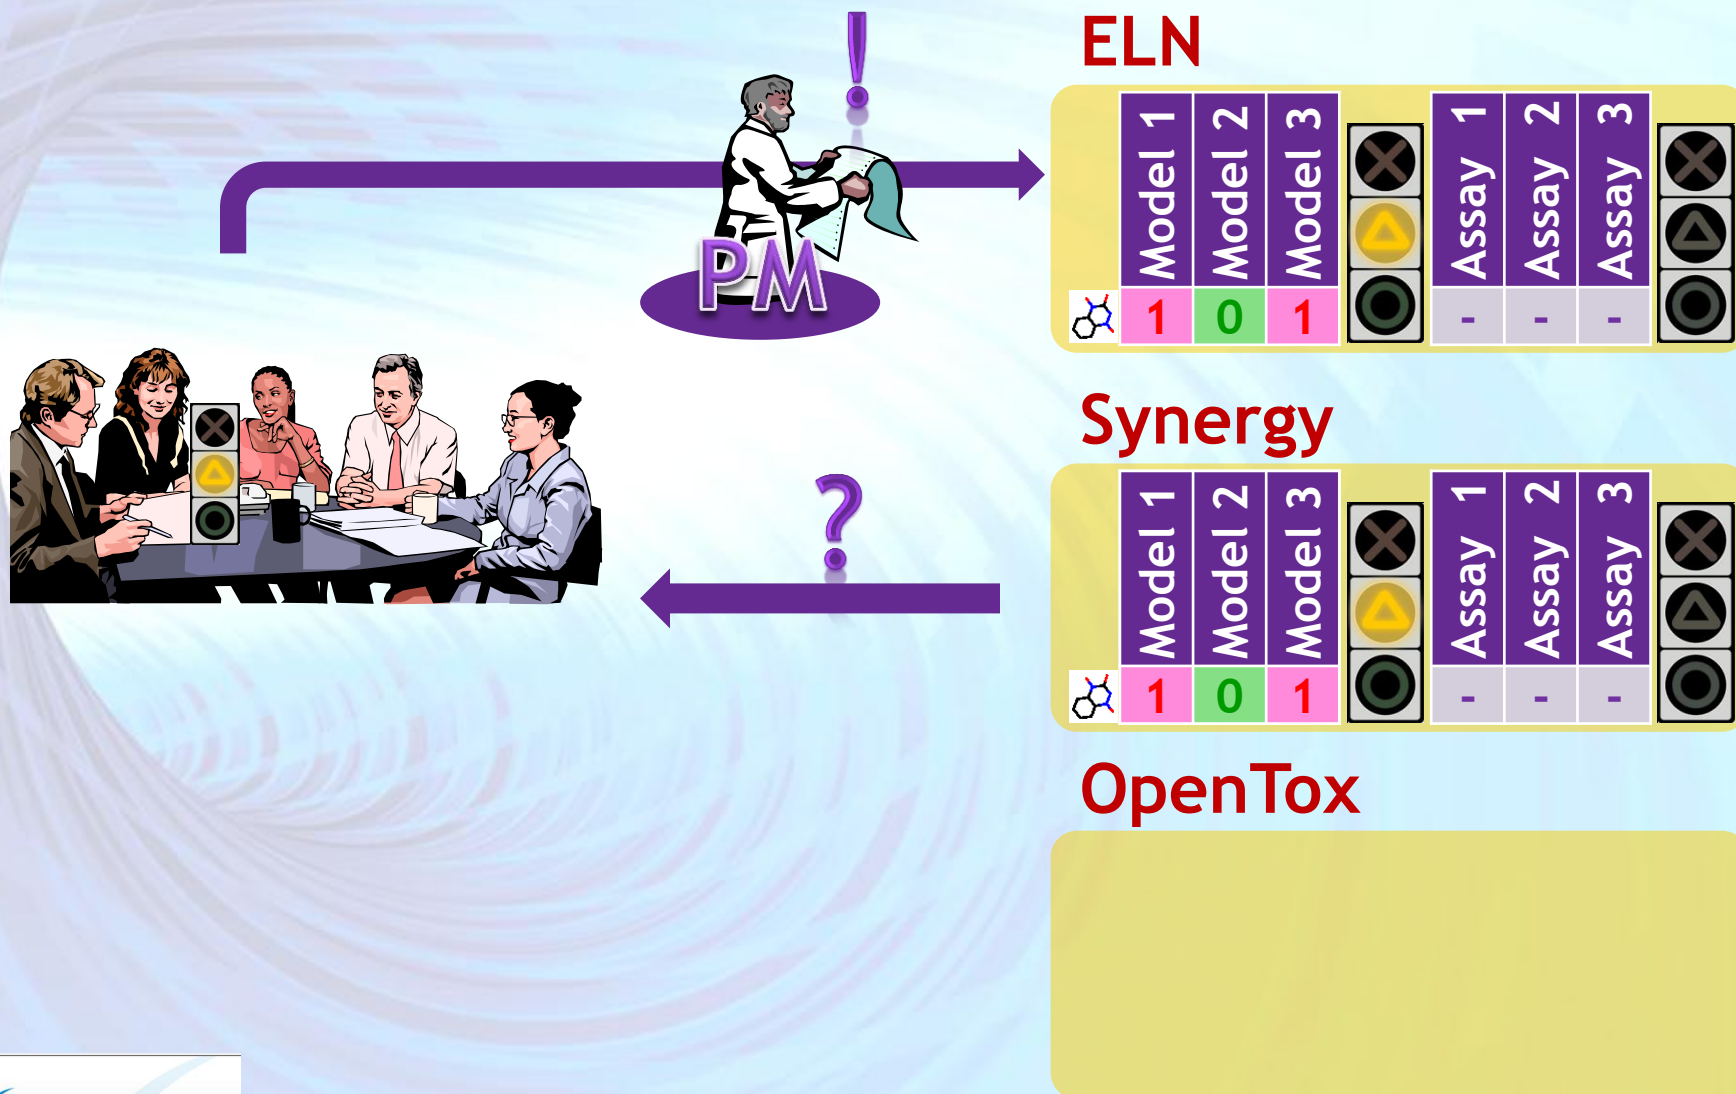 !
ELN
Model 1
Model 2
Model 3
Assay 1
Assay 2
Assay 3
1 0 1 - - -
PM
Synergy
?
Model 1
Model 2
Model 3
Assay 1
Assay 2
Assay 3
1 0 1 - - -
OpenTox